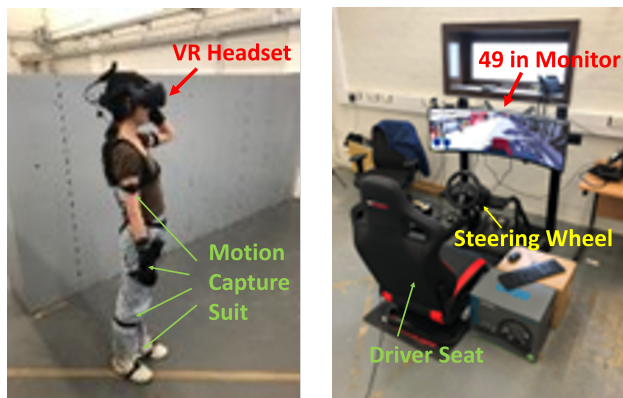 VR Headset
Motion
Capture
Suit
49 in Monitor
Steering Wheel
Driver Seat